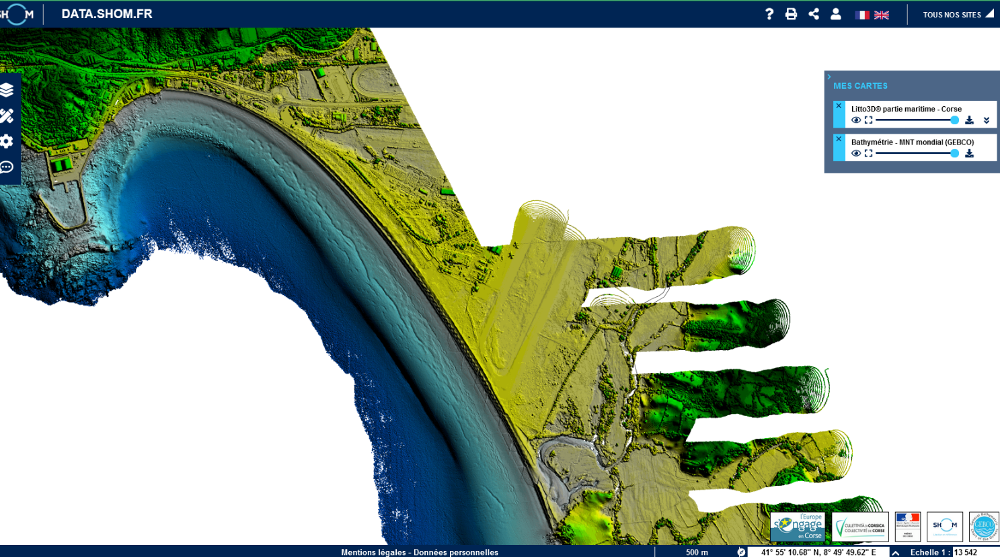 SHOM
DATA.SHOM.FR
?
TOUS NOS SITES
MES CARTES
Litto3D® partie maritime - Corse
Bathymétrie - MNT mondial (GEBCO)
l'Europe
s'engage
en Corse
CULLETTIVITÀ DI CORSICA
COLLECTIVITÉ DE CORSE
SHOM
GEBCO
Mentions légales - Données personnelles
500 m
41° 55' 10.68" N, 8° 49' 49.62" E
Echelle 1 : 13 542